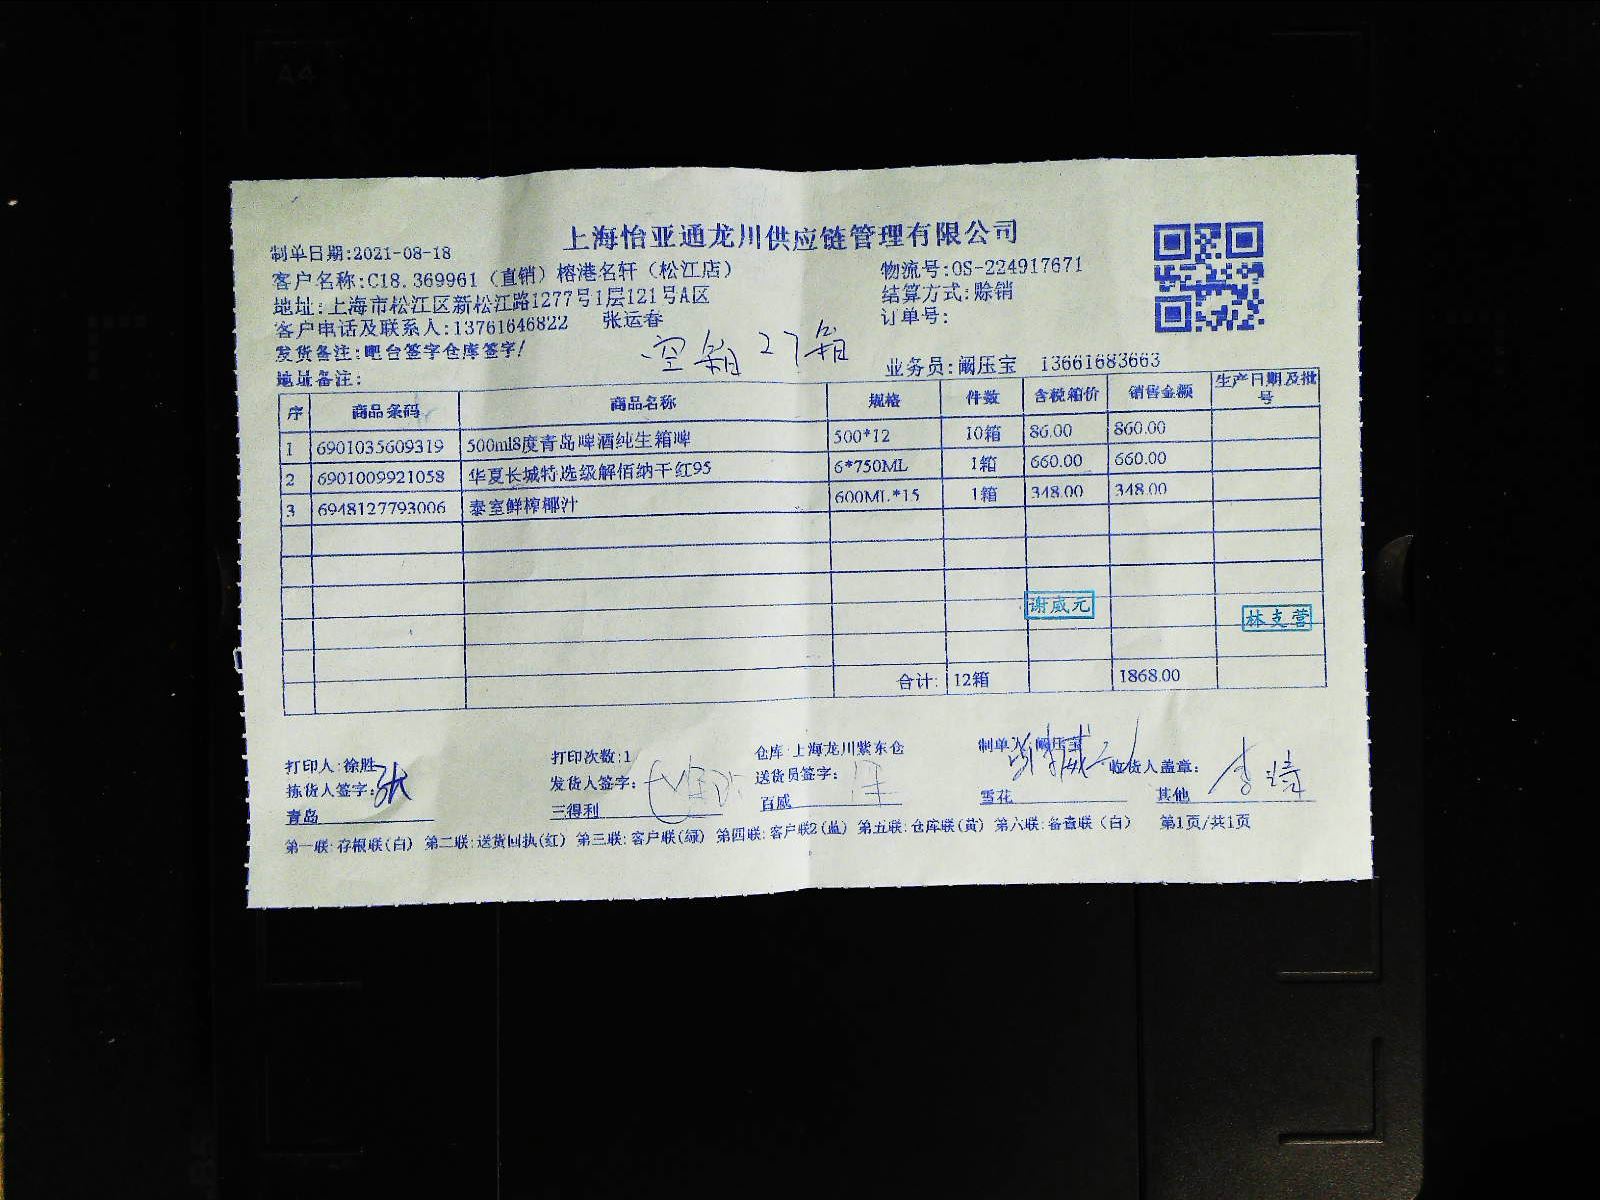 上海怡亚通龙川供应链管理有限公司
制单日期:2021-08-18
客户名称:C18.369961（直销）榕港名轩（松江店）
物流号:OS-224917671
地址:上海市松江区新松江路1277号1层121号A区
结算方式:赊销
客户电话及联系人:13761646822 张运春
订单号:
发货备注:吧台签字仓库签字!
空箱27箱
地址备注:
业务员:阚压宝 13661683663
序 商品条码 商品名称 规格 件数 含税箱价 销售金额 生产日期及批号
1 6901035609319 500ml8度青岛啤酒纯生箱啤 500*12 10箱 86.00 860.00
2 6901009921058 华夏长城特选级解佰纳干红95 6*750ML 1箱 660.00 660.00
3 6948127793006 泰室鲜榨椰汁 600ML*15 1箱 348.00 348.00
谢威元
林支营
合计: 12箱 1868.00
打印人:徐胜 打印次数:1 仓库:上海龙川紫东仓 制单人:阚压宝
拣货人签字: 发货人签字: 送货员签字: 收货人盖章:
青岛 三得利 百威 雪花 其他
第一联:存根联(白) 第二联:送货回执(红) 第三联:客户联(绿) 第四联:客户联2(蓝) 第五联:仓库联(黄) 第六联:备查联(白) 第1页/共1页